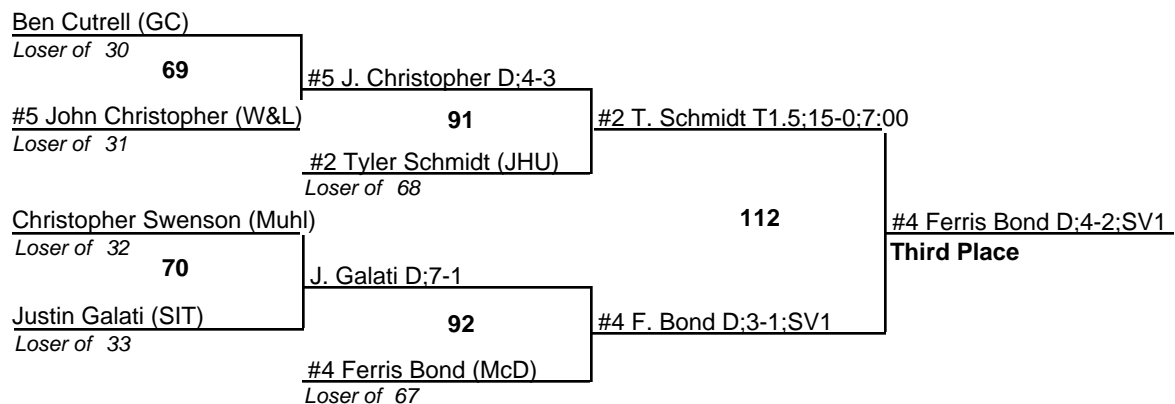 Ben Cutrell (GC)
Loser of 30
69
#5 J. Christopher D;4-3
#5 John Christopher (W&L)
Loser of 31
91
#2 T. Schmidt T1.5;15-0;7:00
#2 Tyler Schmidt (JHU)
Loser of 68
Christopher Swenson (Muhl)
Loser of 32
112
#4 Ferris Bond D;4-2;SV1
Third Place
70
J. Galati D;7-1
Justin Galati (SIT)
Loser of 33
92
#4 F. Bond D;3-1;SV1
#4 Ferris Bond (McD)
Loser of 67